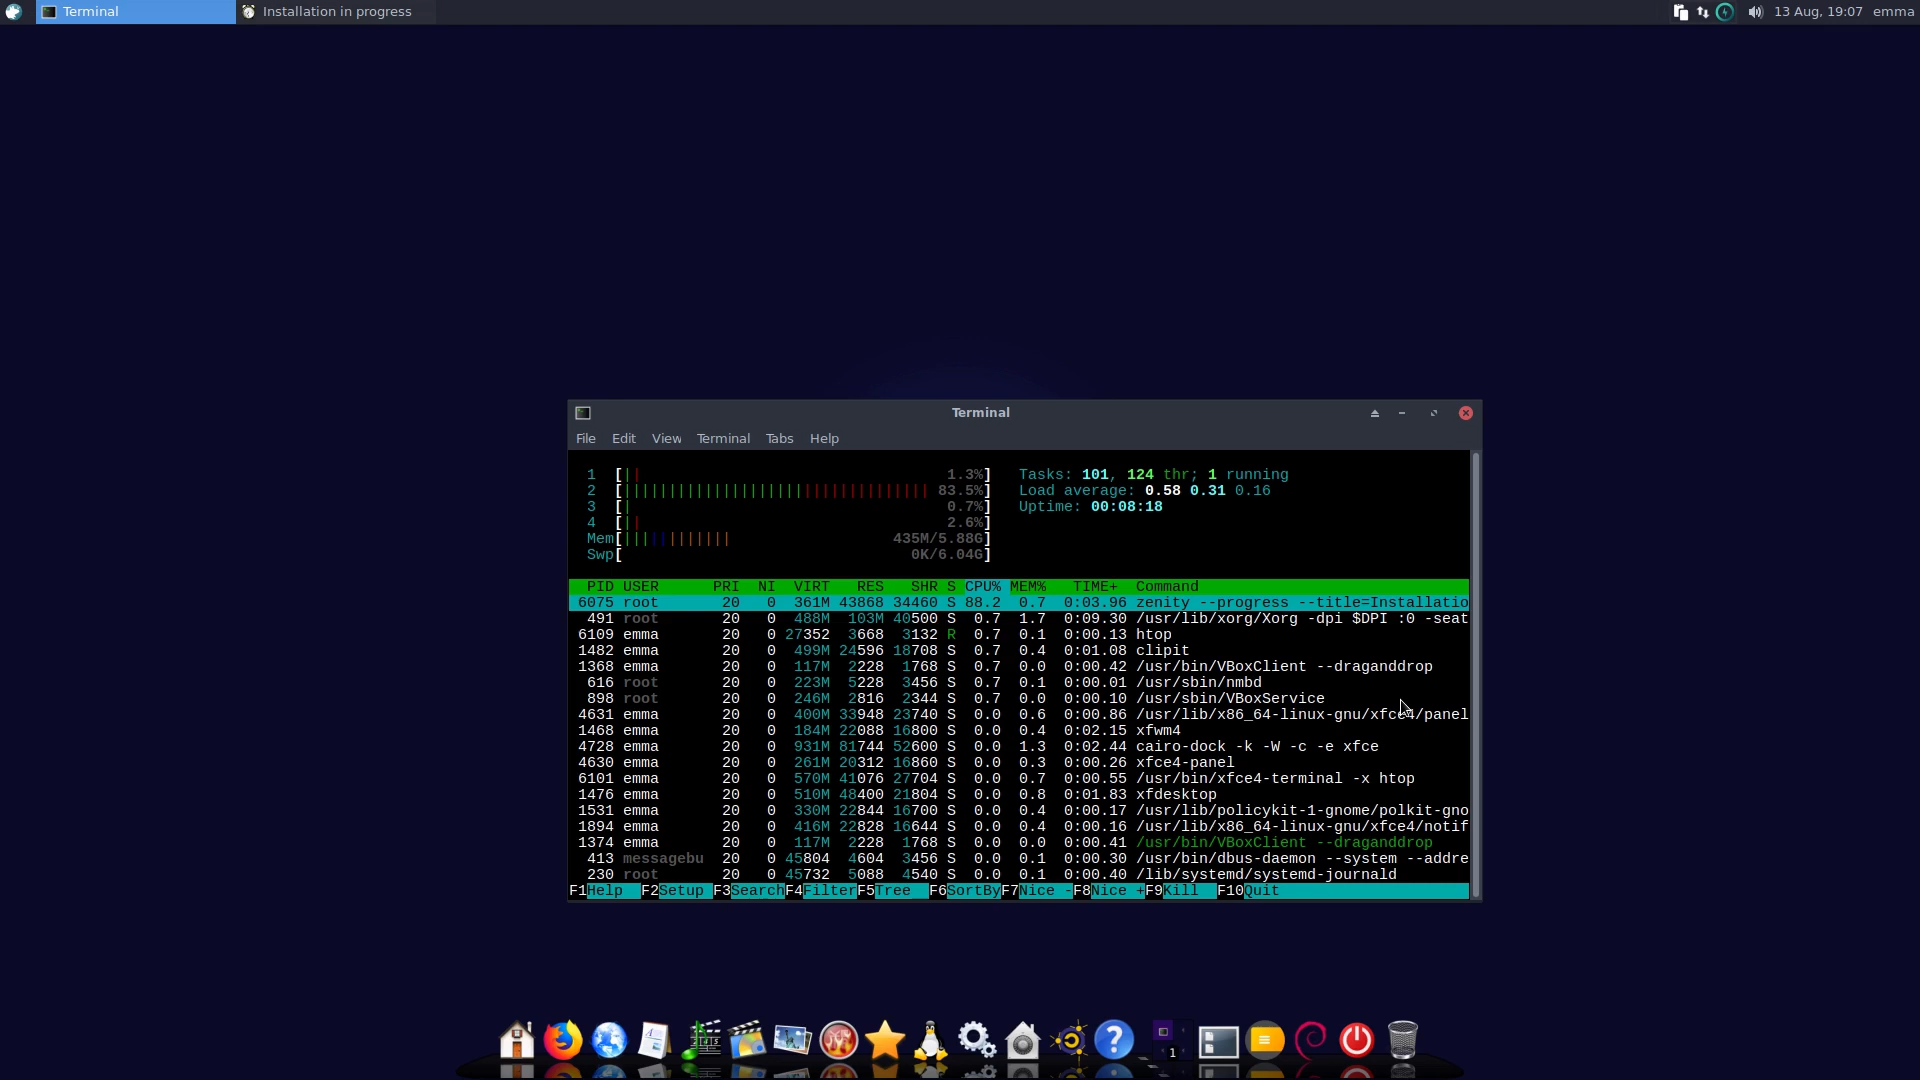 Terminal
Installation in progress
13 Aug, 19:07 emma
Terminal
File Edit View Terminal Tabs Help
1 [|| 1.3%] Tasks: 101, 124 thr; 1 running
2 [||||||||||||||||||||||||||||||||||| 83.5%] Load average: 0.58 0.31 0.16
3 [| 0.7%] Uptime: 00:08:18
4 [|| 2.6%]
Mem[|||||||||||| 435M/5.88G]
Swp[ 0K/6.04G]
PID USER PRI NI VIRT RES SHR S CPU% MEM% TIME+ Command
6075 root 20 0 361M 43868 34460 S 88.2 0.7 0:03.96 zenity --progress --title=Installatio
491 root 20 0 488M 103M 40500 S 0.7 1.7 0:09.30 /usr/lib/xorg/Xorg -dpi $DPI :0 -seat
6109 emma 20 0 27352 3668 3132 R 0.7 0.1 0:00.13 htop
1482 emma 20 0 499M 24596 18708 S 0.7 0.4 0:01.08 clipit
1368 emma 20 0 117M 2228 1768 S 0.7 0.0 0:00.42 /usr/bin/VBoxClient --draganddrop
616 root 20 0 223M 5228 3456 S 0.7 0.1 0:00.01 /usr/sbin/nmbd
898 root 20 0 246M 2816 2344 S 0.7 0.0 0:00.10 /usr/sbin/VBoxService
4631 emma 20 0 400M 33948 23740 S 0.0 0.6 0:00.86 /usr/lib/x86_64-linux-gnu/xfce4/panel
1468 emma 20 0 184M 22088 16800 S 0.0 0.4 0:02.15 xfwm4
4728 emma 20 0 931M 81744 52600 S 0.0 1.3 0:02.44 cairo-dock -k -W -c -e xfce
4630 emma 20 0 261M 20312 16860 S 0.0 0.3 0:00.26 xfce4-panel
6101 emma 20 0 570M 41076 27704 S 0.0 0.7 0:00.55 /usr/bin/xfce4-terminal -x htop
1476 emma 20 0 510M 48400 21804 S 0.0 0.8 0:01.83 xfdesktop
1531 emma 20 0 330M 22844 16700 S 0.0 0.4 0:00.17 /usr/lib/policykit-1-gnome/polkit-gno
1894 emma 20 0 416M 22828 16644 S 0.0 0.4 0:00.16 /usr/lib/x86_64-linux-gnu/xfce4/notif
1374 emma 20 0 117M 2228 1768 S 0.0 0.0 0:00.41 /usr/bin/VBoxClient --draganddrop
413 messagebu 20 0 45804 4604 3456 S 0.0 0.1 0:00.30 /usr/bin/dbus-daemon --system --addre
230 root 20 0 45732 5088 4540 S 0.0 0.1 0:00.40 /lib/systemd/systemd-journald
F1Help F2Setup F3SearchF4FilterF5Tree F6SortByF7Nice -F8Nice +F9Kill F10Quit
1